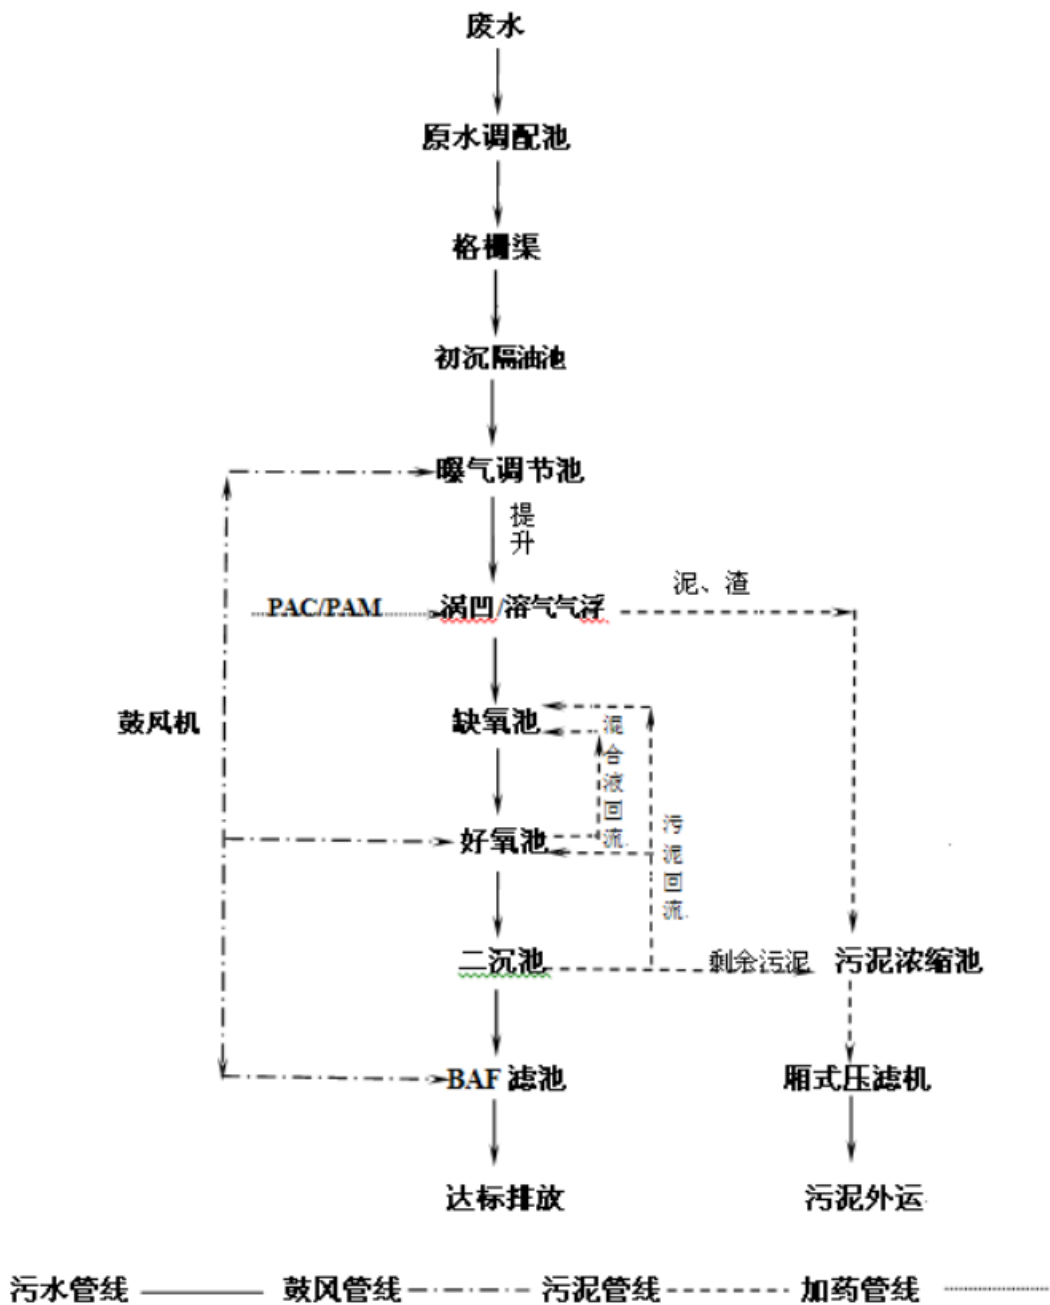 废水
原水调配池
格栅渠
初沉隔油池
曝气调节池
提升
泥、渣
PAC/PAM
涡凹/溶气气浮
鼓风机
缺氧池
混合液回流
好氧池
污泥回流
二沉池
剩余污泥
污泥浓缩池
BAF 滤池
厢式压滤机
达标排放
污泥外运
污水管线 鼓风管线 污泥管线 加药管线